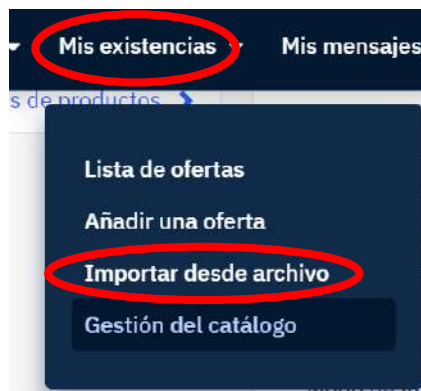 Mis existencias Mis mensajes
s de productos
Lista de ofertas
Añadir una oferta
Importar desde archivo
Gestión del catálogo